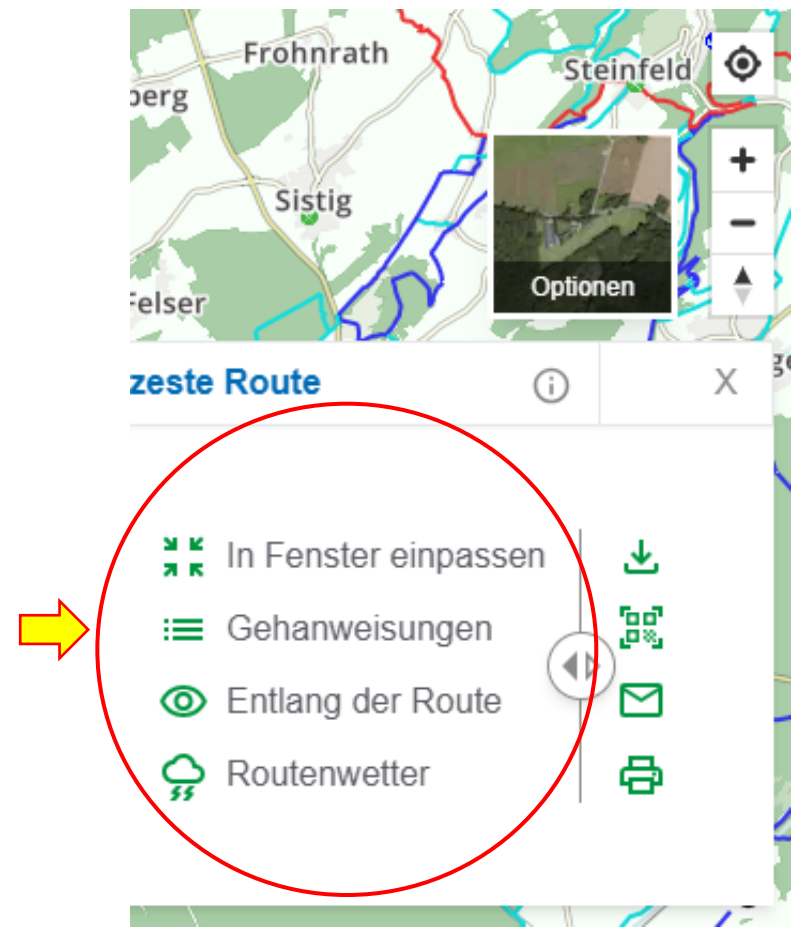 Frohnrath
Steinfeld
berg
Sistig
Optionen
Felser
zeste Route
X
In Fenster einpassen
Gehanweisungen
Entlang der Route
Routenwetter